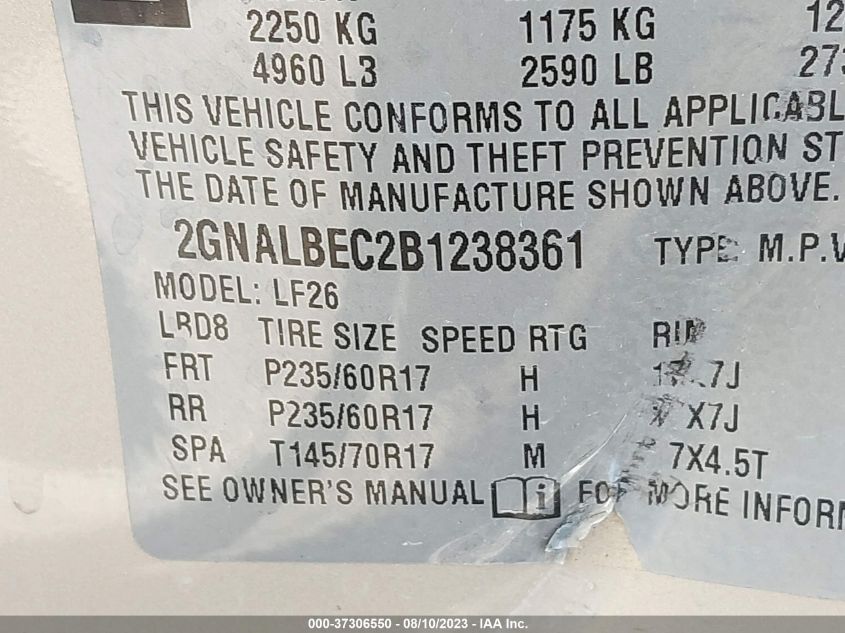 2250 KG 1175 KG 12
4960 L3 2590 LB 273
THIS VEHICLE CONFORMS TO ALL APPLICABL
VEHICLE SAFETY AND THEFT PREVENTION ST
THE DATE OF MANUFACTURE SHOWN ABOVE.
2GNALBEC2B1238361 TYPE: M.P.V
MODEL: LF26
LRD8 TIRE SIZE SPEED RTG RIM
FRT P235/60R17 H 7J
RR P235/60R17 H X7J
SPA T145/70R17 M 7X4.5T
SEE OWNER'S MANUAL i FOR MORE INFORM
000-37306550 - 08/10/2023 - IAA Inc.